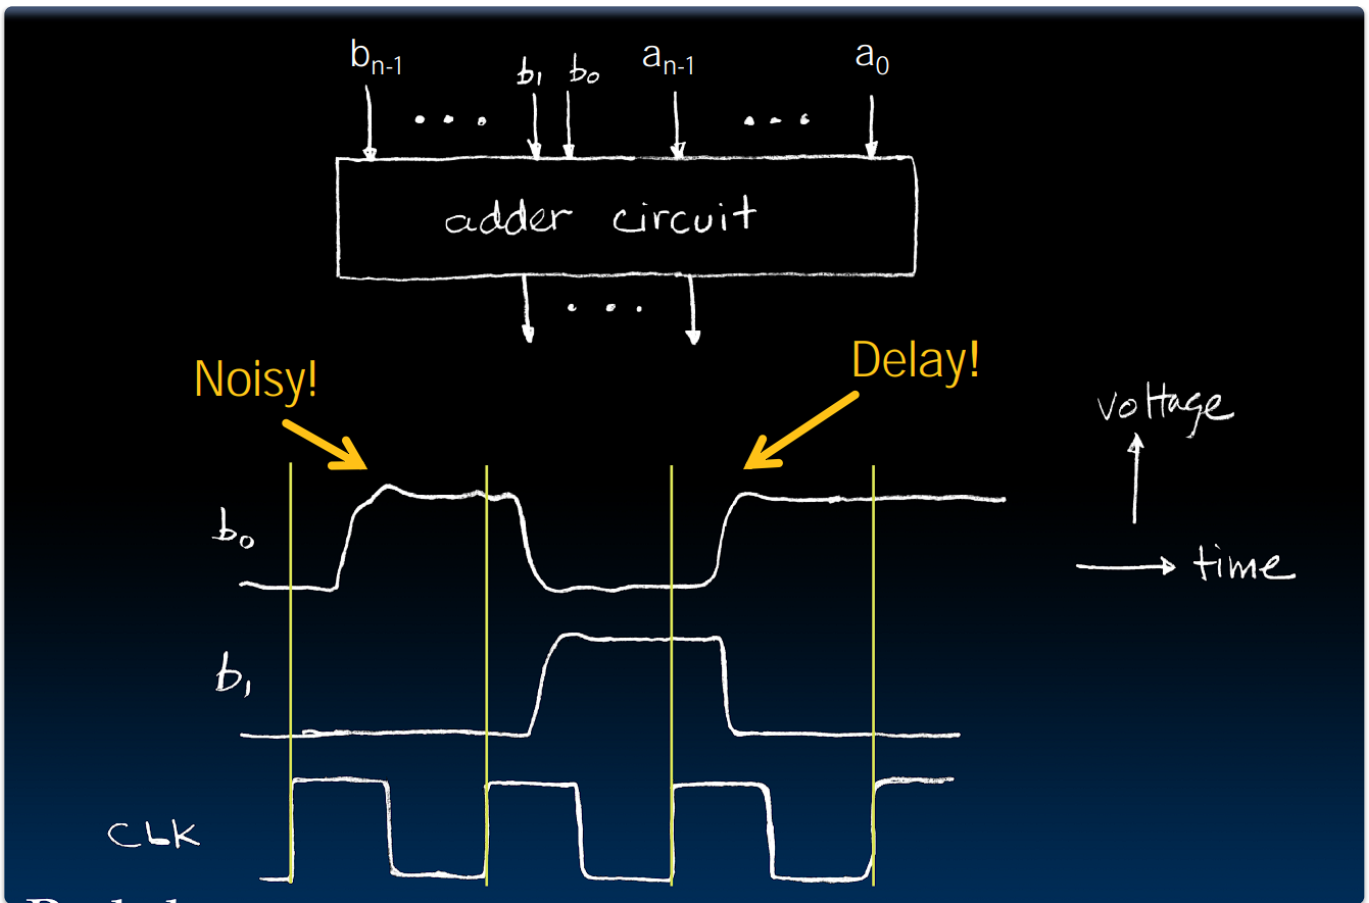 bn-1 b1 b0 an-1 a0
adder circuit
Noisy!
Delay!
voltage
b0
time
b1
CLK